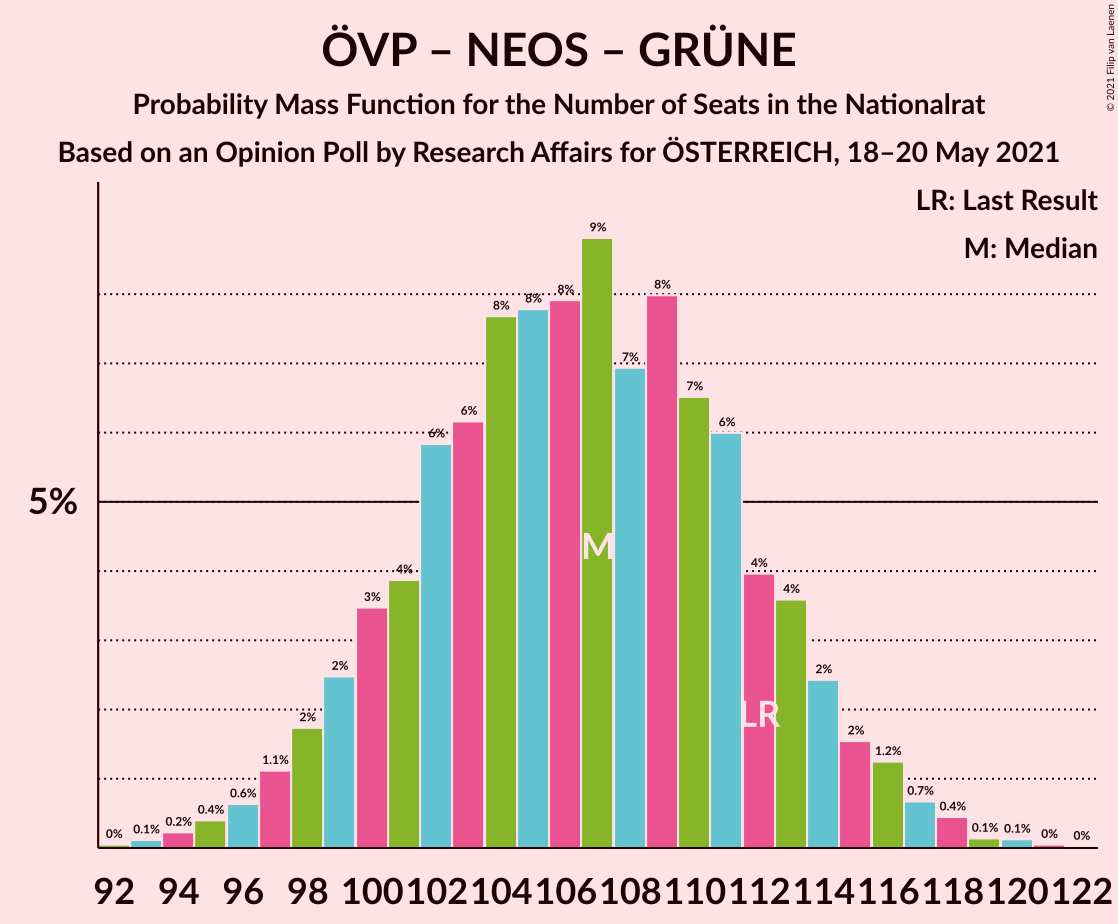 ÖVP – NEOS – GRÜNE
Probability Mass Function for the Number of Seats in the Nationalrat
Based on an Opinion Poll by Research Affairs for ÖSTERREICH, 18–20 May 2021
© 2021 Filip van Laenen
LR: Last Result
M: Median
5%
0% 0.1% 0.2% 0.4% 0.6% 1.1% 2% 2% 3% 4% 6% 6% 8% 8% 8% 9% 7% 8% 7% 6% 4% 4% 2% 2% 1.2% 0.7% 0.4% 0.1% 0.1% 0% 0%
M
LR
92 94 96 98 100 102 104 106 108 110 112 114 116 118 120 122